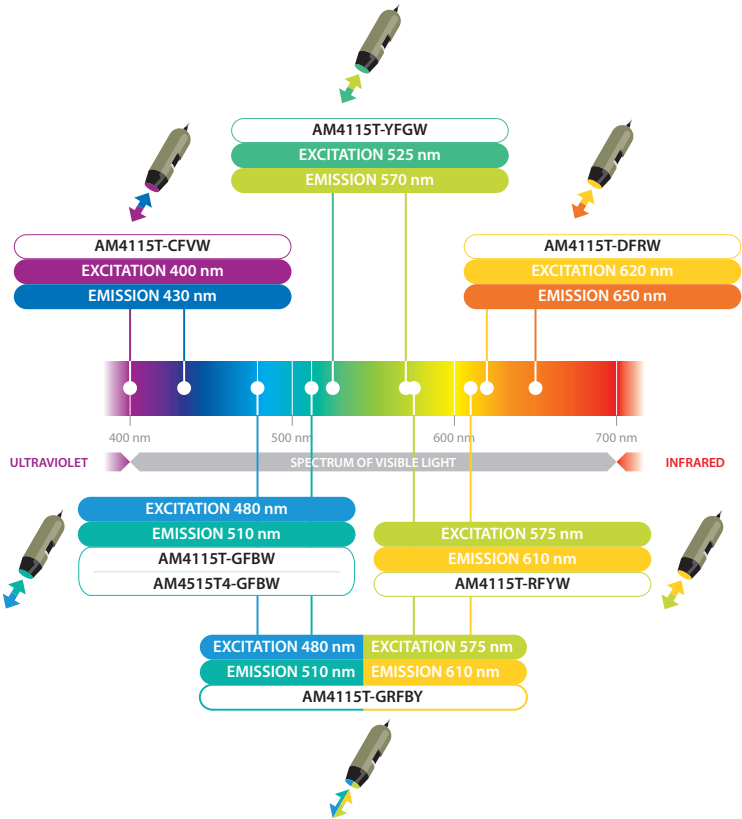 AM4115T-YFGW
EXCITATION 525 nm
EMISSION 570 nm
AM4115T-CFVW
EXCITATION 400 nm
EMISSION 430 nm
AM4115T-DFRW
EXCITATION 620 nm
EMISSION 650 nm
400 nm
500 nm
600 nm
700 nm
ULTRAVIOLET
SPECTRUM OF VISIBLE LIGHT
INFRARED
EXCITATION 480 nm
EMISSION 510 nm
AM4115T-GFBW
AM4515T4-GFBW
EXCITATION 575 nm
EMISSION 610 nm
AM4115T-RFYW
EXCITATION 480 nm
EXCITATION 575 nm
EMISSION 510 nm
EMISSION 610 nm
AM4115T-GRFBY